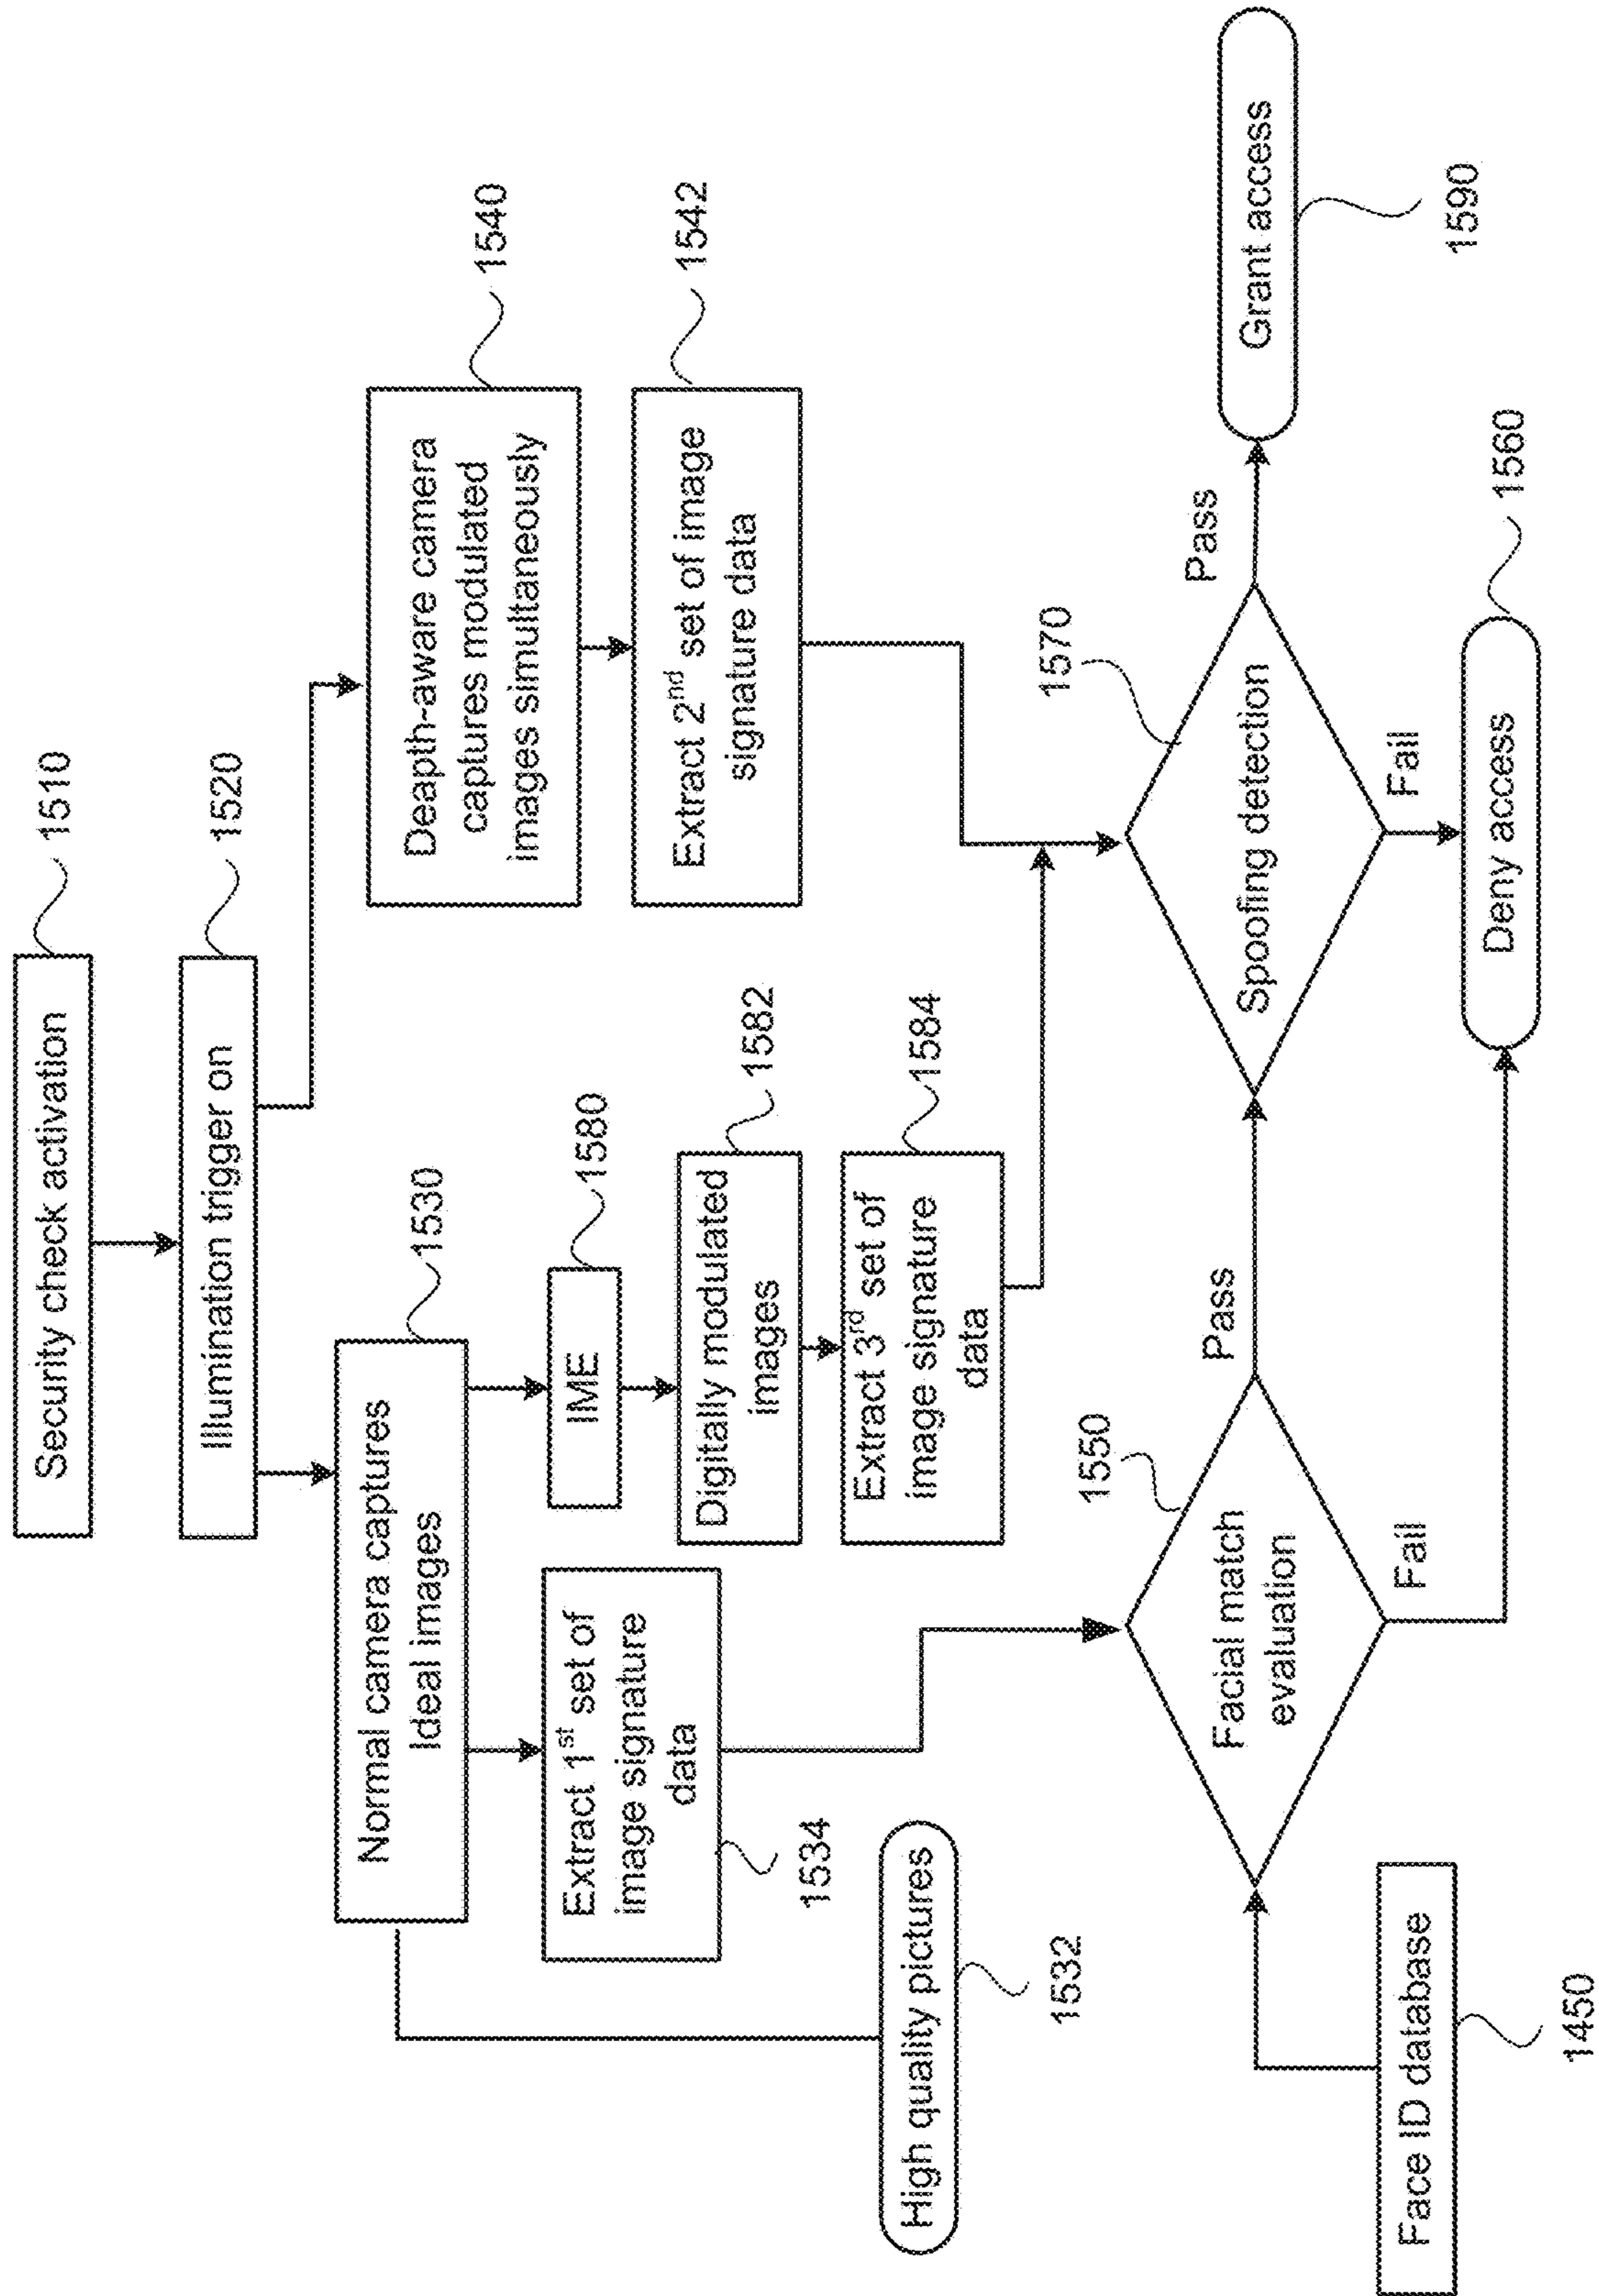 Security check activation
1510
Illumination trigger on
1520
Normal camera captures
Ideal images
1530
Deapth-aware camera
captures modulated
images simultaneously
1540
Extract 1st set of
image signature
data
1534
IME
1580
Extract 2nd set of image
signature data
1542
Digitally modulated
images
1582
Extract 3rd set of
image signature
data
1584
High quality pictures
1532
Facial match
evaluation
1550
Pass
Fail
Spoofing detection
1570
Pass
Fail
Grant access
1590
Face ID database
1450
Deny access
1560